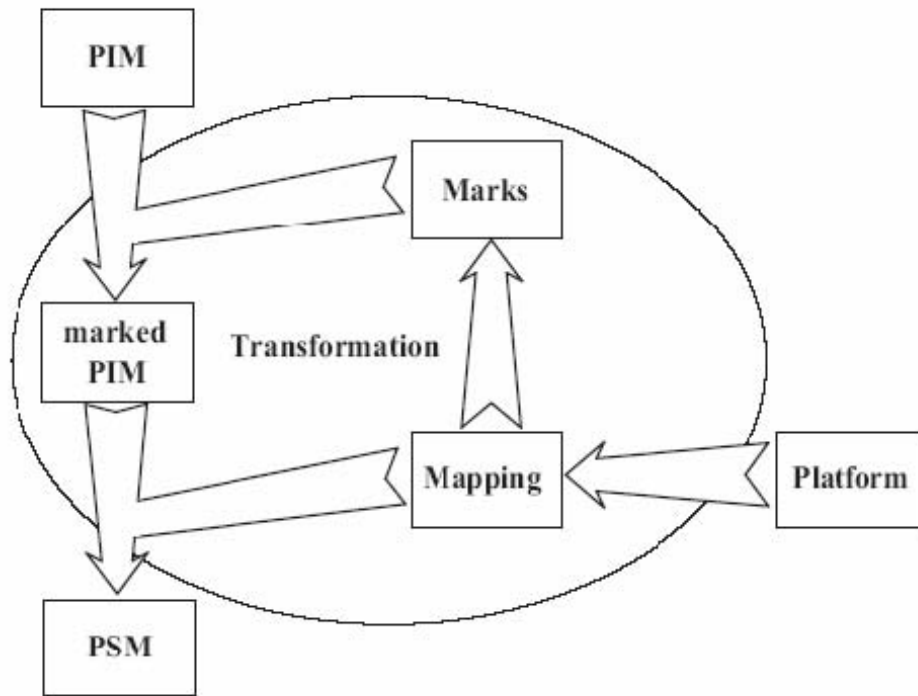 PIM
Marks
marked
PIM
Transformation
Mapping
Platform
PSM